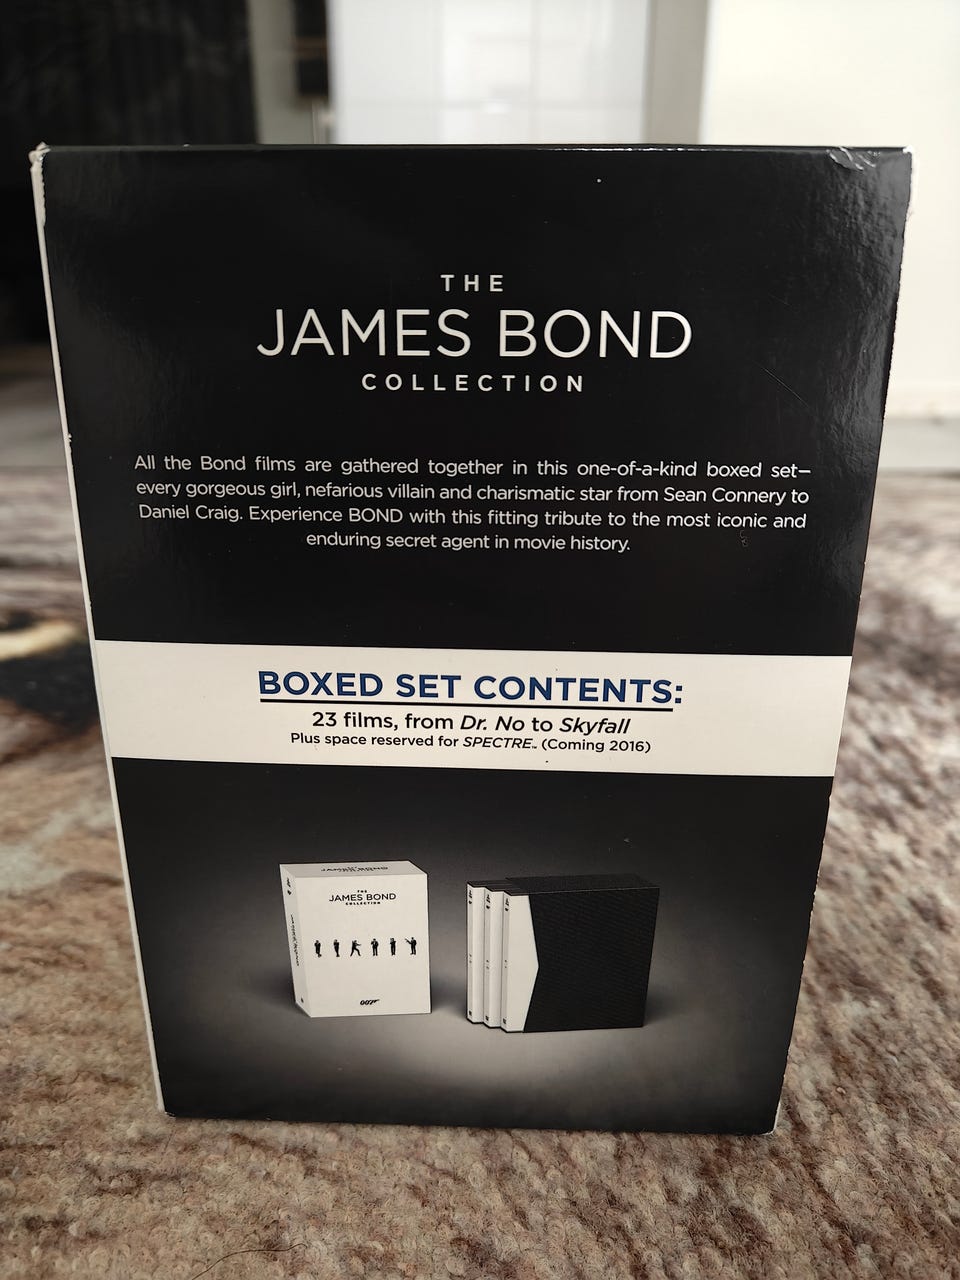 THE
JAMES BOND
COLLECTION
All the Bond films are gathered together in this one-of-a-kind boxed set—
every gorgeous girl, nefarious villain and charismatic star from Sean Connery to
Daniel Craig. Experience BOND with this fitting tribute to the most iconic and
enduring secret agent in movie history.
BOXED SET CONTENTS:
23 films, from Dr. No to Skyfall
Plus space reserved for SPECTRE™ (Coming 2016)
THE
JAMES BOND
COLLECTION
007